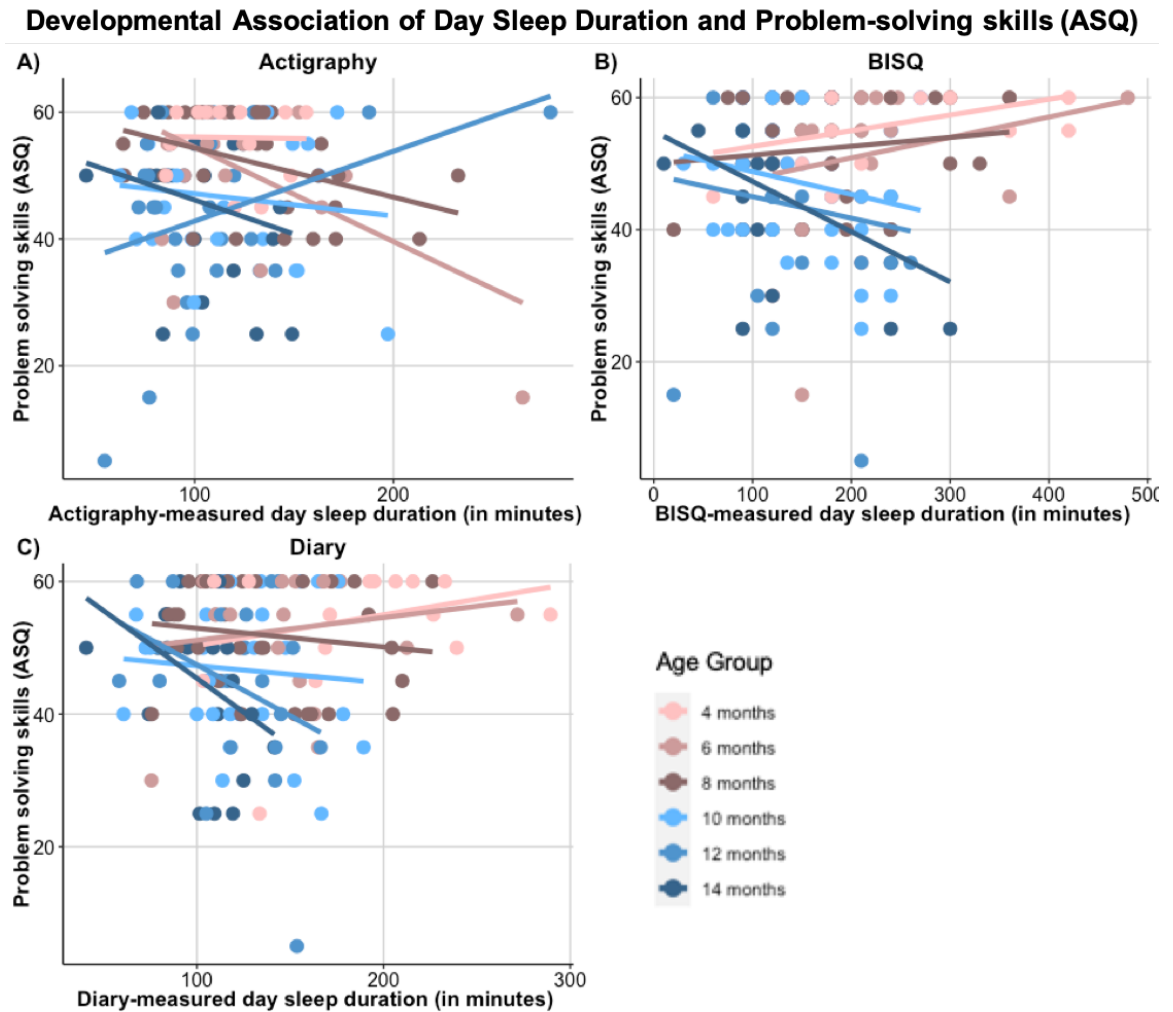 Developmental Association of Day Sleep Duration and Problem-solving skills (ASQ)
A)
Actigraphy
Problem solving skills (ASQ)
60
40
20
100
200
Actigraphy-measured day sleep duration (in minutes)
B)
BISQ
Problem solving skills (ASQ)
60
40
20
0
100
200
300
400
500
BISQ-measured day sleep duration (in minutes)
C)
Diary
Problem solving skills (ASQ)
60
40
20
100
200
300
Diary-measured day sleep duration (in minutes)
Age Group
4 months
6 months
8 months
10 months
12 months
14 months